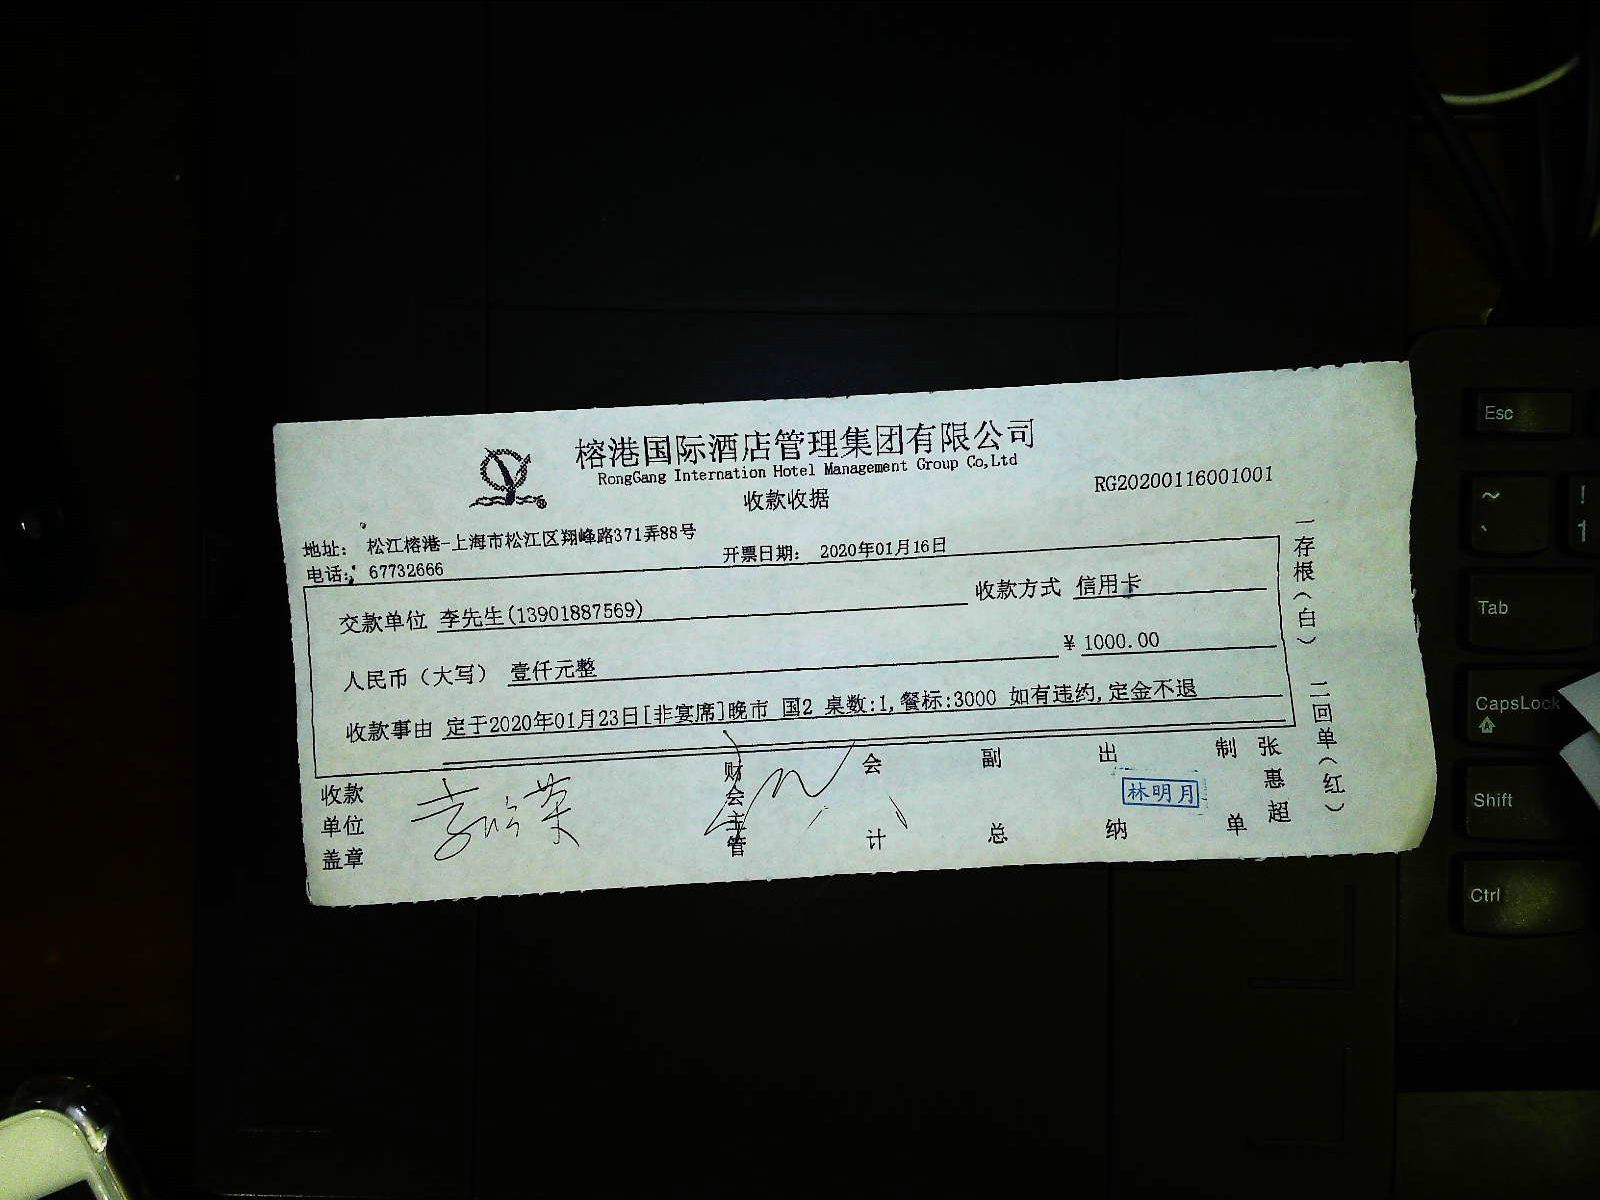 榕港国际酒店管理集团有限公司
RongGang Internation Hotel Management Group Co,Ltd
收款收据
RG20200116001001
地址： 松江榕港-上海市松江区翔峰路371弄88号
电话： 67732666
开票日期： 2020年01月16日
交款单位 李先生(13901887569)
收款方式 信用卡
人民币（大写） 壹仟元整
¥ 1000.00
收款事由 定于2020年01月23日[非宴席]晚市 国2 桌数:1,餐标:3000 如有违约,定金不退
收款单位盖章
财会主管
会计
副总
出纳
林明月
制单
张惠超
一存根（白） 二回单（红）
Esc
~
`
!
1
Tab
CapsLock
Shift
Ctrl